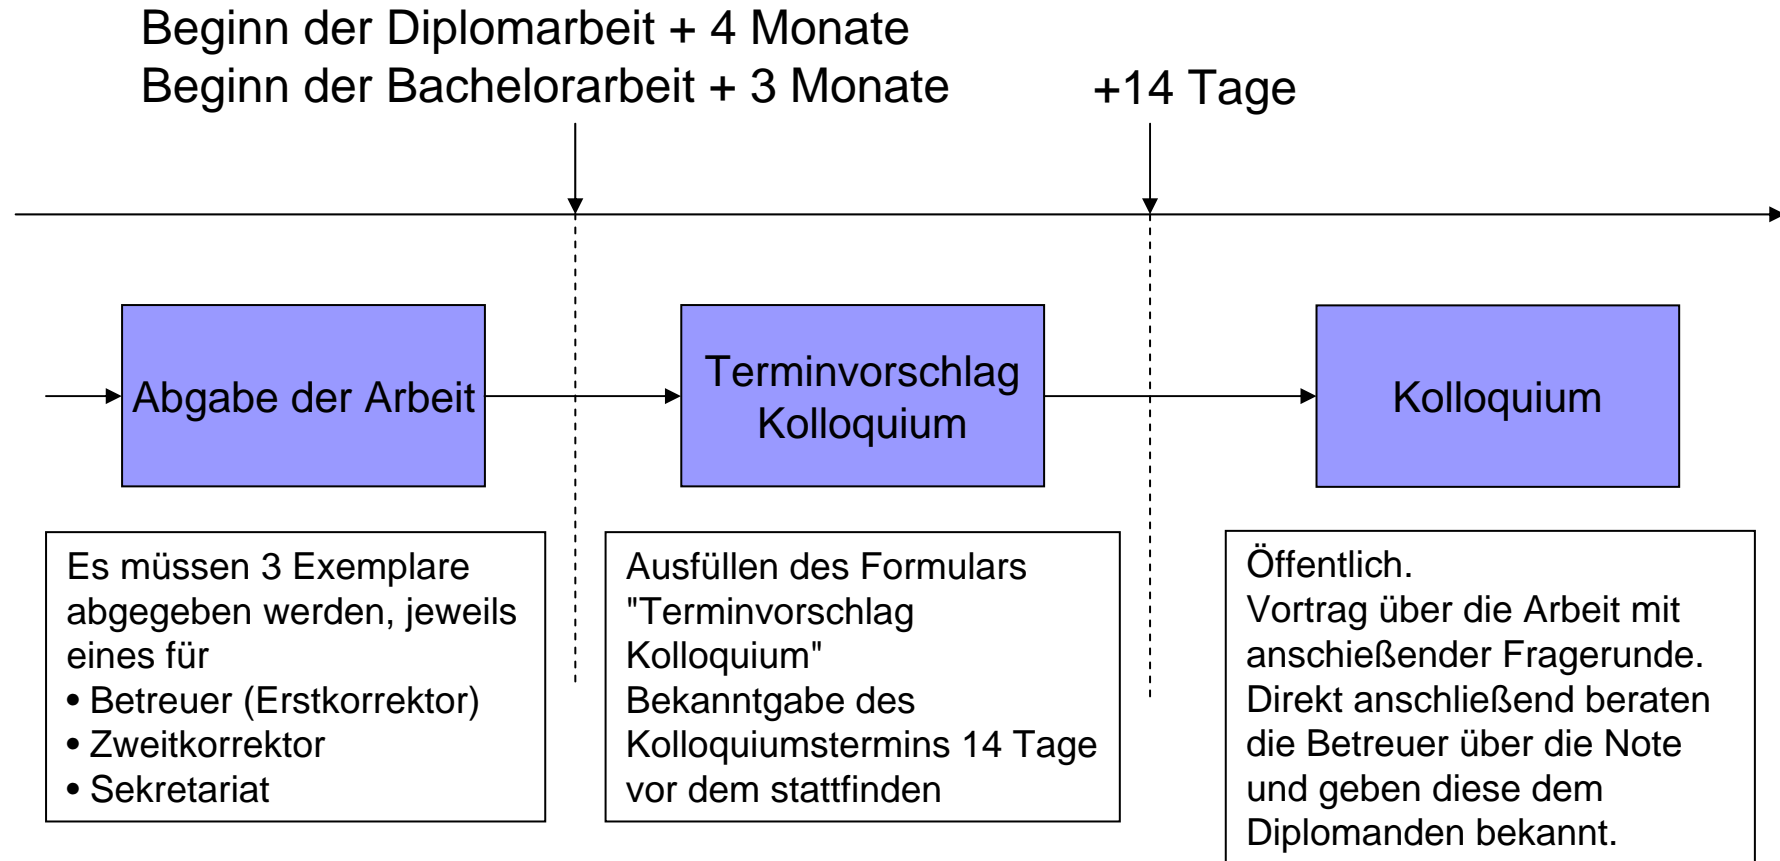 Beginn der Diplomarbeit + 4 Monate
Beginn der Bachelorarbeit + 3 Monate
+14 Tage
Abgabe der Arbeit
Terminvorschlag
Kolloquium
Kolloquium
Es müssen 3 Exemplare
abgegeben werden, jeweils
eines für
• Betreuer (Erstkorrektor)
• Zweitkorrektor
• Sekretariat
Ausfüllen des Formulars
"Terminvorschlag
Kolloquium"
Bekanntgabe des
Kolloquiumstermins 14 Tage
vor dem stattfinden
Öffentlich.
Vortrag über die Arbeit mit
anschießender Fragerunde.
Direkt anschließend beraten
die Betreuer über die Note
und geben diese dem
Diplomanden bekannt.